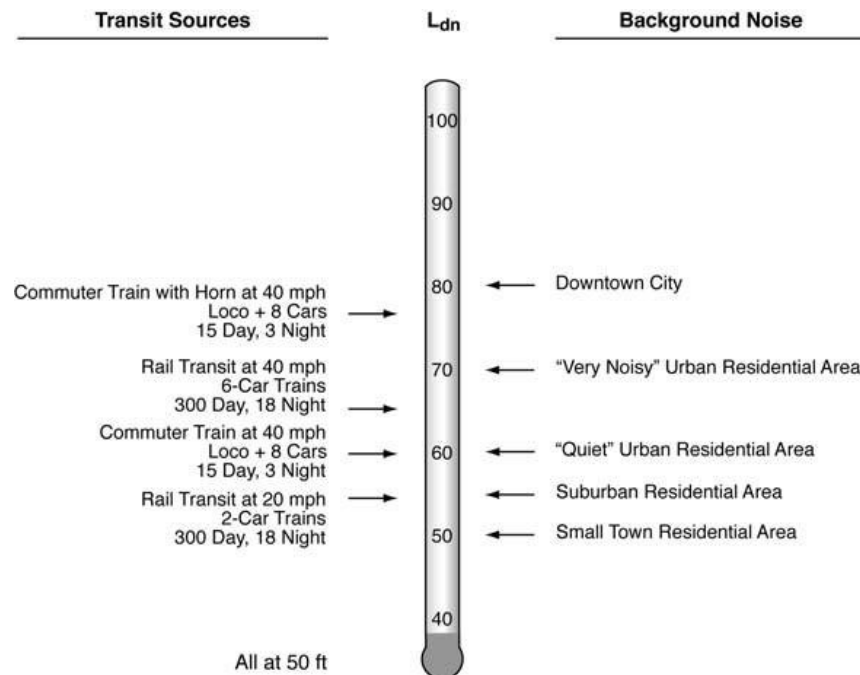 Transit Sources
L_dn
Background Noise
100
90
80
70
60
50
40
Commuter Train with Horn at 40 mph
Loco + 8 Cars
15 Day, 3 Night
Rail Transit at 40 mph
6-Car Trains
300 Day, 18 Night
Commuter Train at 40 mph
Loco + 8 Cars
15 Day, 3 Night
Rail Transit at 20 mph
2-Car Trains
300 Day, 18 Night
All at 50 ft
Downtown City
“Very Noisy” Urban Residential Area
“Quiet” Urban Residential Area
Suburban Residential Area
Small Town Residential Area